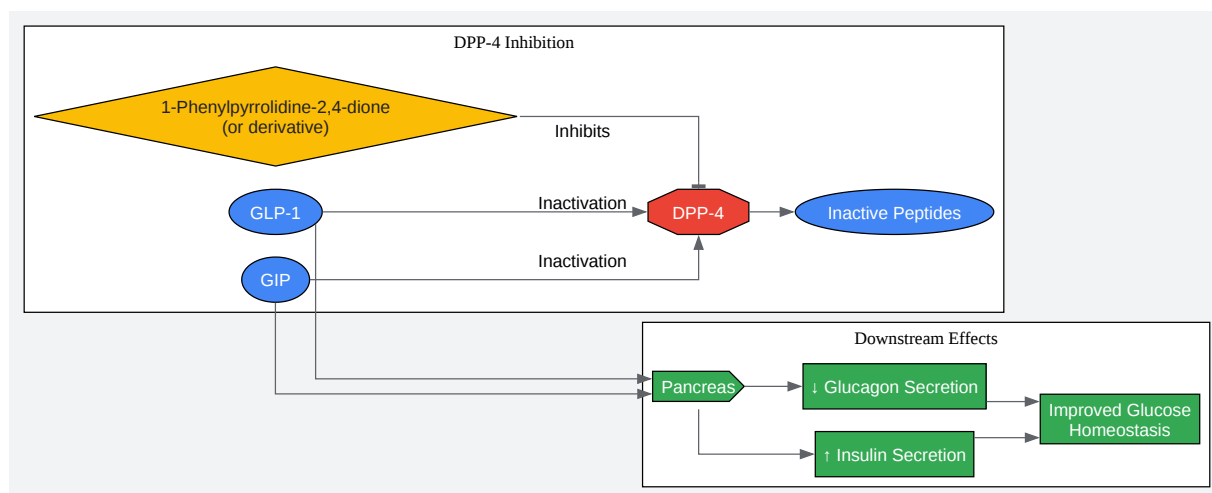 DPP-4 Inhibition
1-Phenylpyrrolidine-2,4-dione
(or derivative)
Inhibits
GLP-1
Inactivation
DPP-4
Inactive Peptides
GIP
Inactivation
Downstream Effects
Pancreas
↓ Glucagon Secretion
Improved Glucose
Homeostasis
↑ Insulin Secretion